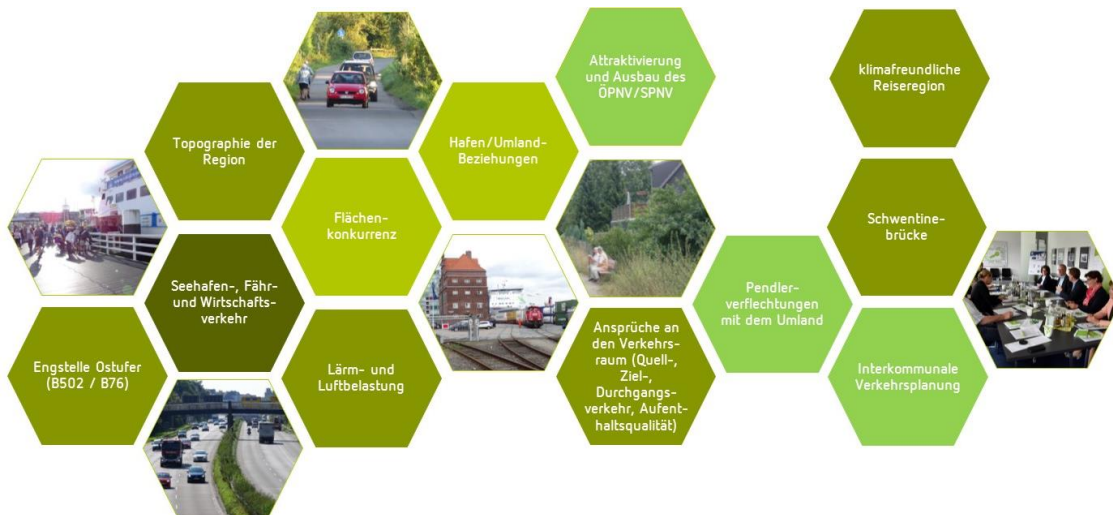 Attraktivierung
und Ausbau des
ÖPNV/SPNV
klimafreundliche
Reiseregion
Topographie der
Region
Hafen/Umland-
Beziehungen
Flächen-
konkurrenz
Schwentine-
brücke
Seehafen-, Fähr-
und Wirtschafts-
verkehr
Pendler-
verflechtungen
mit dem Umland
Engstelle Ostufer
(B502 / B76)
Lärm- und
Luftbelastung
Ansprüche an
den Verkehrs-
raum (Quell-,
Ziel-,
Durchgangs-
verkehr, Aufent-
haltsqualität)
Interkommunale
Verkehrsplanung